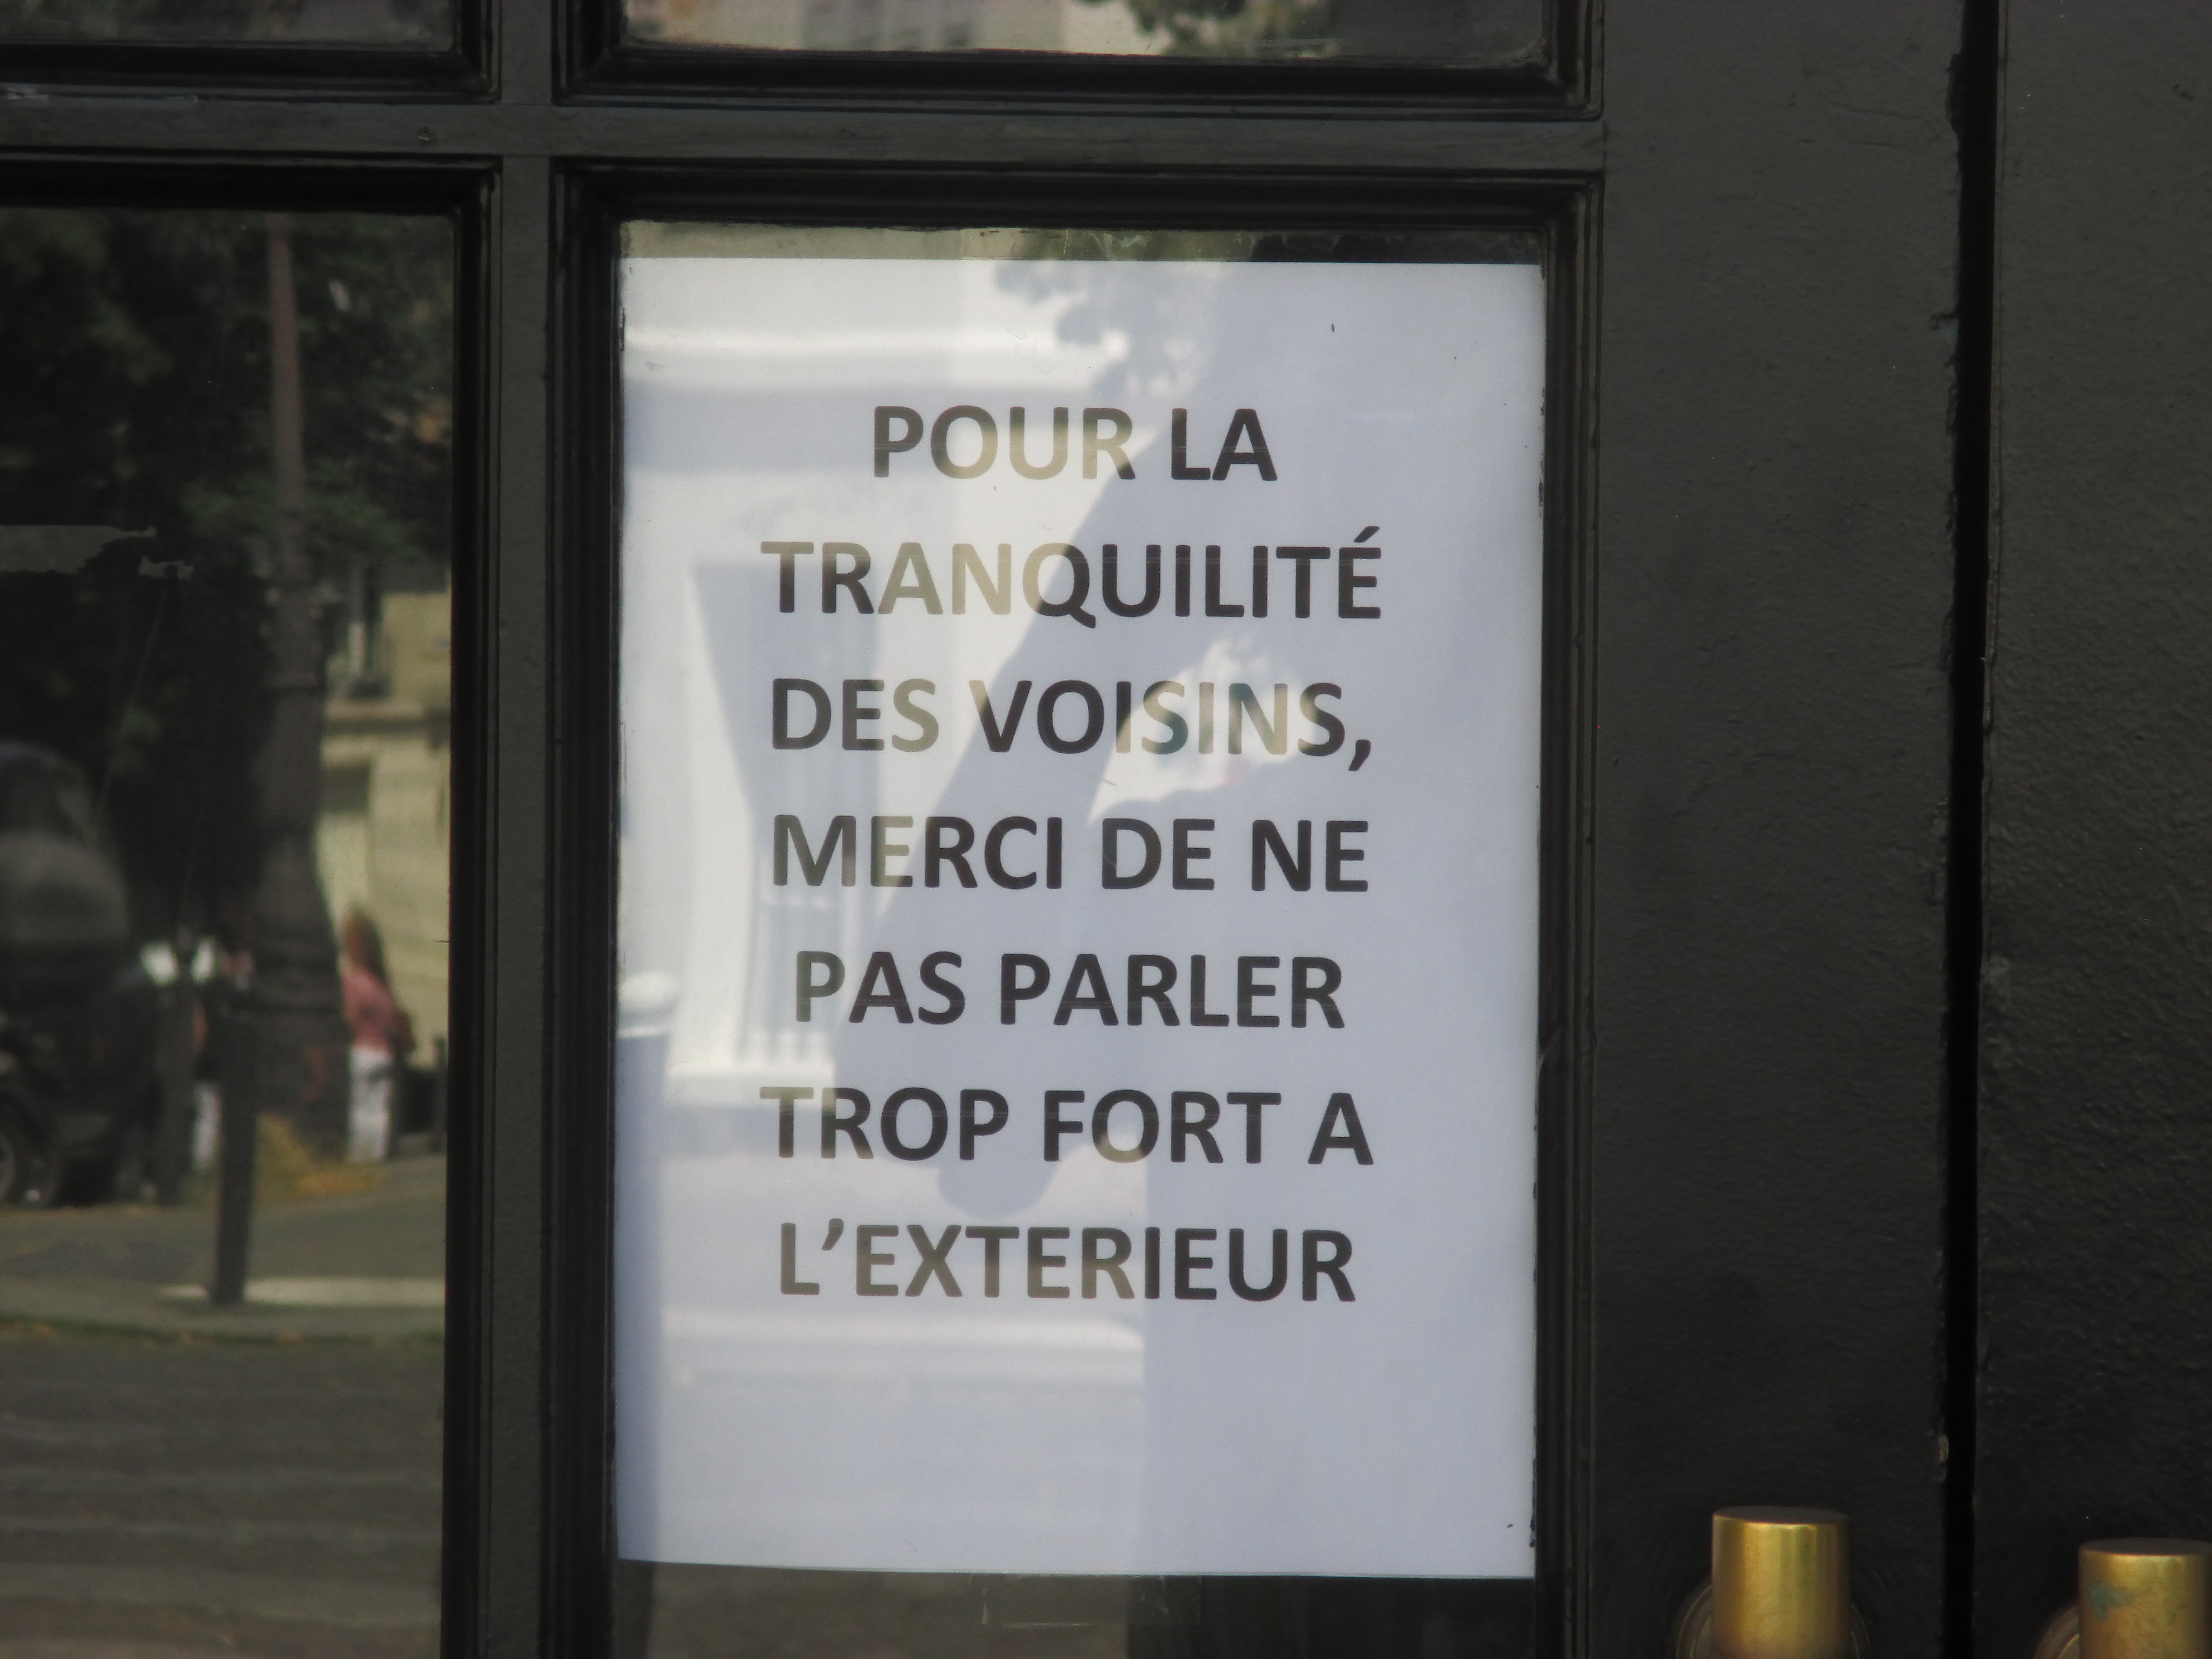 POUR LA
TRANQUILITÉ
DES VOISINS,
MERCI DE NE
PAS PARLER
TROP FORT A
L’EXTERIEUR